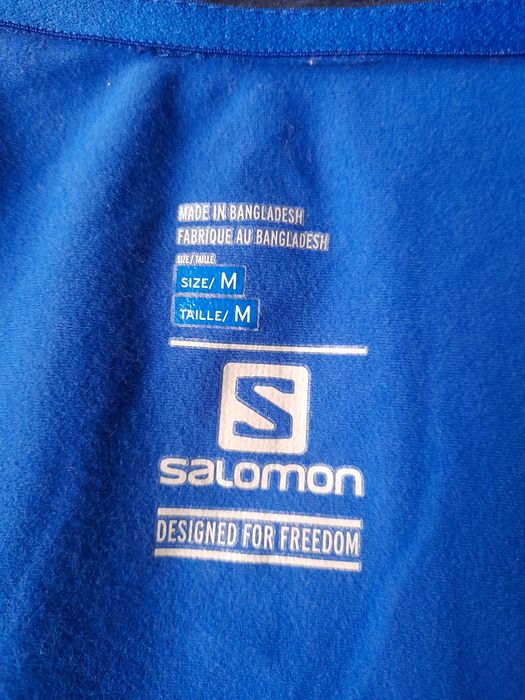 MADE IN BANGLADESH
FABRIQUE AU BANGLADESH
SIZE/TAILLE
SIZE/ M
TAILLE/ M
S
SALOMON
DESIGNED FOR FREEDOM